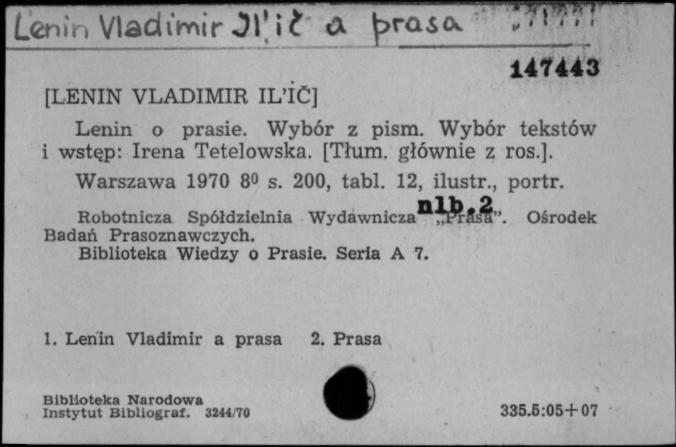 Lenin Vladimir Il'ič a prasa
147443
[LENIN VLADIMIR IL'IČ]
Lenin o prasie. Wybór z pism. Wybór tekstów
i wstęp: Irena Tetelowska. [Tłum. głównie z ros.].
Warszawa 1970 8⁰ s. 200, tabl. 12, ilustr., portr.
nlb.2
Robotnicza Spółdzielnia Wydawnicza „Prasa”. Ośrodek
Badań Prasoznawczych.
Biblioteka Wiedzy o Prasie. Seria A 7.
1. Lenin Vladimir a prasa 2. Prasa
Biblioteka Narodowa
Instytut Bibliograf. 3244/70
335.5:05+07